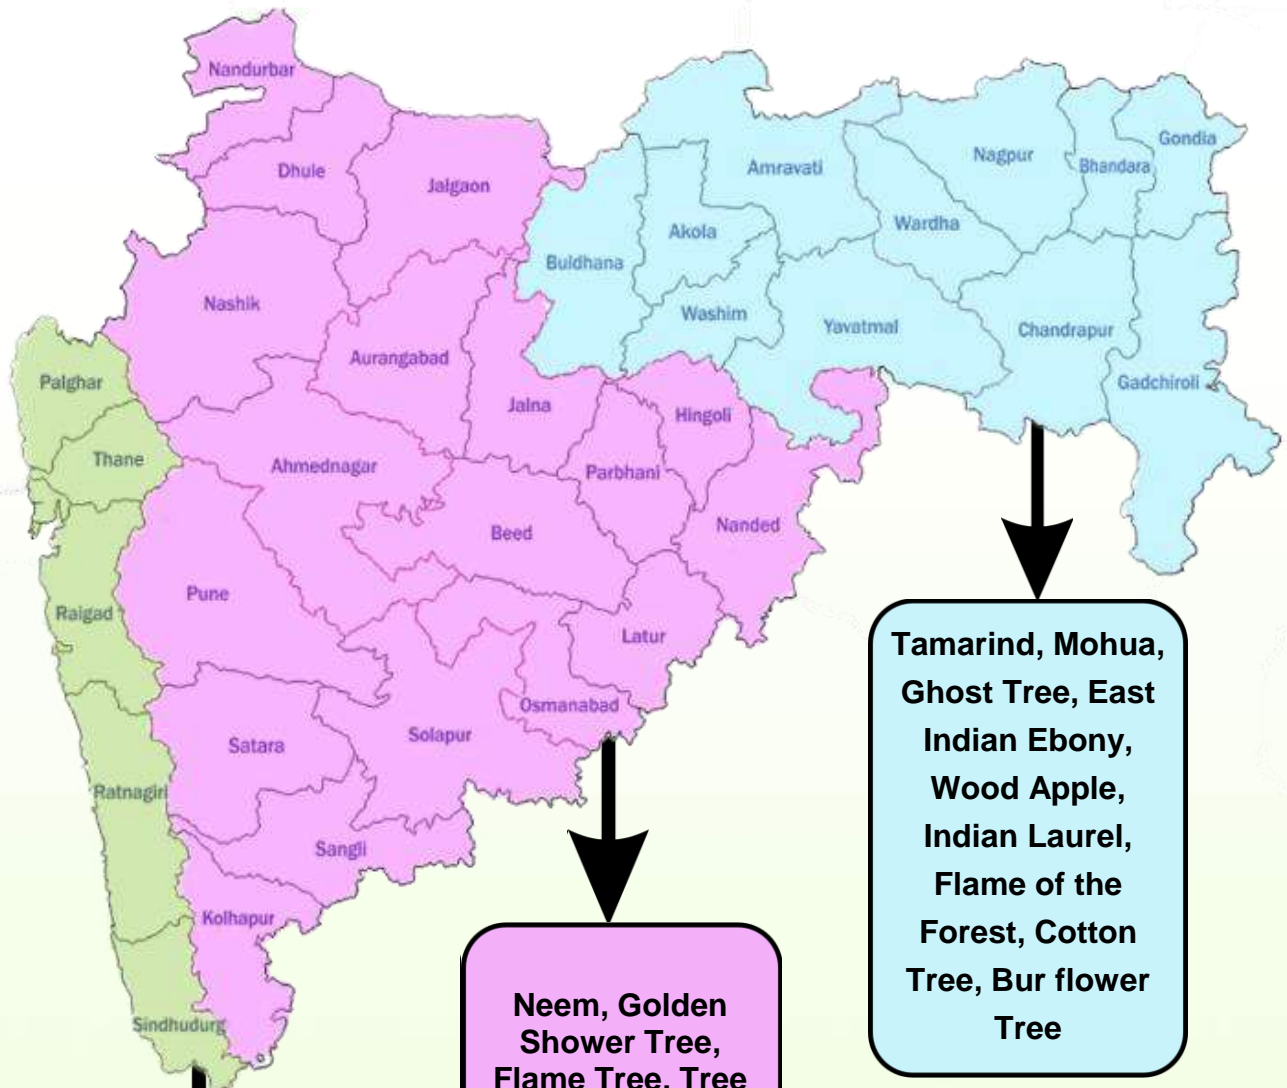 Nandurbar
Dhule
Jalgaon
Nashik
Aurangabad
Jalna
Buldhana
Akola
Amravati
Washim
Wardha
Nagpur
Bhandara
Gondia
Yavatmal
Chandrapur
Gadchiroli
Palghar
Thane
Ahmednagar
Parbhani
Hingoli
Nanded
Beed
Raigad
Pune
Latur
Osmanabad
Satara
Solapur
Ratnagiri
Sangli
Kolhapur
Sindhudurg
Tamarind, Mohua,
Ghost Tree, East
Indian Ebony,
Wood Apple,
Indian Laurel,
Flame of the
Forest, Cotton
Tree, Bur flower
Tree
Neem, Golden
Shower Tree,
Flame Tree, Tree